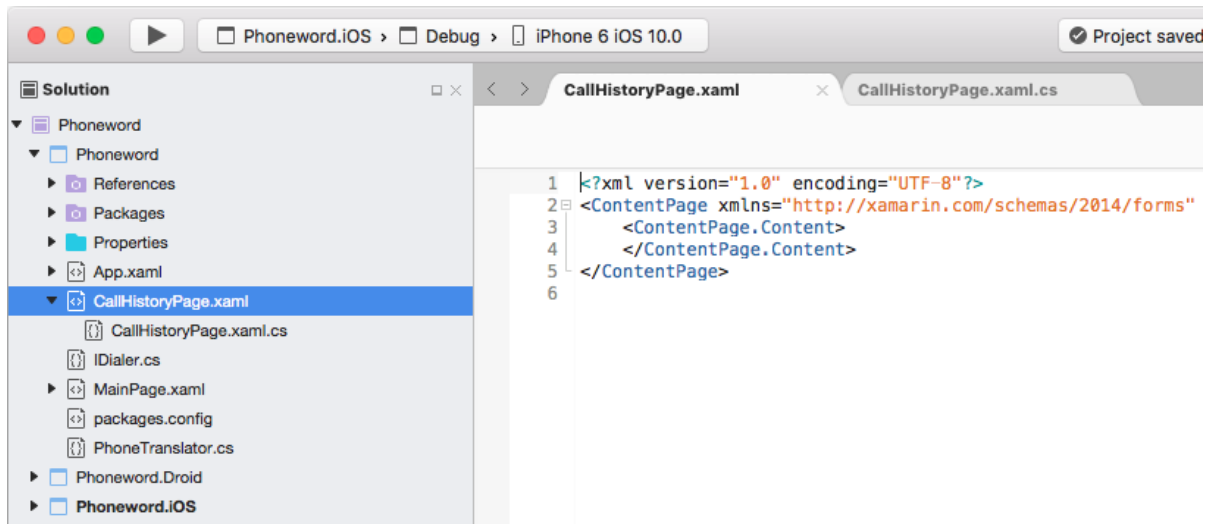 Phoneword.iOS › Debug › iPhone 6 iOS 10.0
Project saved
Solution
Phoneword
Phoneword
References
Packages
Properties
App.xaml
CallHistoryPage.xaml
CallHistoryPage.xaml.cs
IDialer.cs
MainPage.xaml
packages.config
PhoneTranslator.cs
Phoneword.Droid
Phoneword.iOS
CallHistoryPage.xaml
CallHistoryPage.xaml.cs
1 <?xml version="1.0" encoding="UTF-8"?>
2 <ContentPage xmlns="http://xamarin.com/schemas/2014/forms"
3 <ContentPage.Content>
4 </ContentPage.Content>
5 </ContentPage>
6